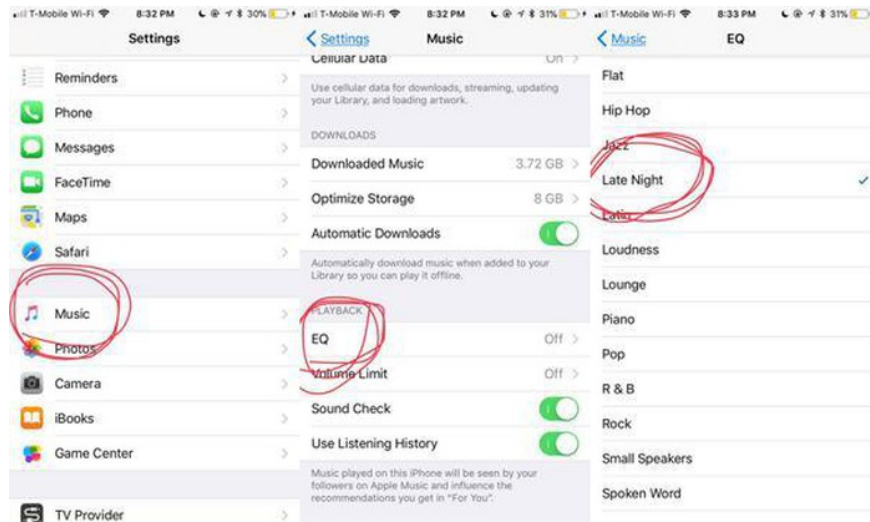 T-Mobile Wi-Fi 8:32 PM 30%
Settings
Reminders
Phone
Messages
FaceTime
Maps
Safari
Music
Photos
Camera
iBooks
Game Center
TV Provider
T-Mobile Wi-Fi 8:32 PM 31%
Settings Music
Cellular Data On
Use cellular data for downloads, streaming, updating
your Library, and loading artwork.
DOWNLOADS
Downloaded Music 3.72 GB
Optimize Storage 8 GB
Automatic Downloads
Automatically download music when added to your
Library so you can play it offline.
PLAYBACK
EQ Off
Volume Limit Off
Sound Check
Use Listening History
Music played on this iPhone will be seen by your
followers on Apple Music and influence the
recommendations you get in "For You".
T-Mobile Wi-Fi 8:33 PM 31%
Music EQ
Flat
Hip Hop
Jazz
Late Night
Latin
Loudness
Lounge
Piano
Pop
R & B
Rock
Small Speakers
Spoken Word